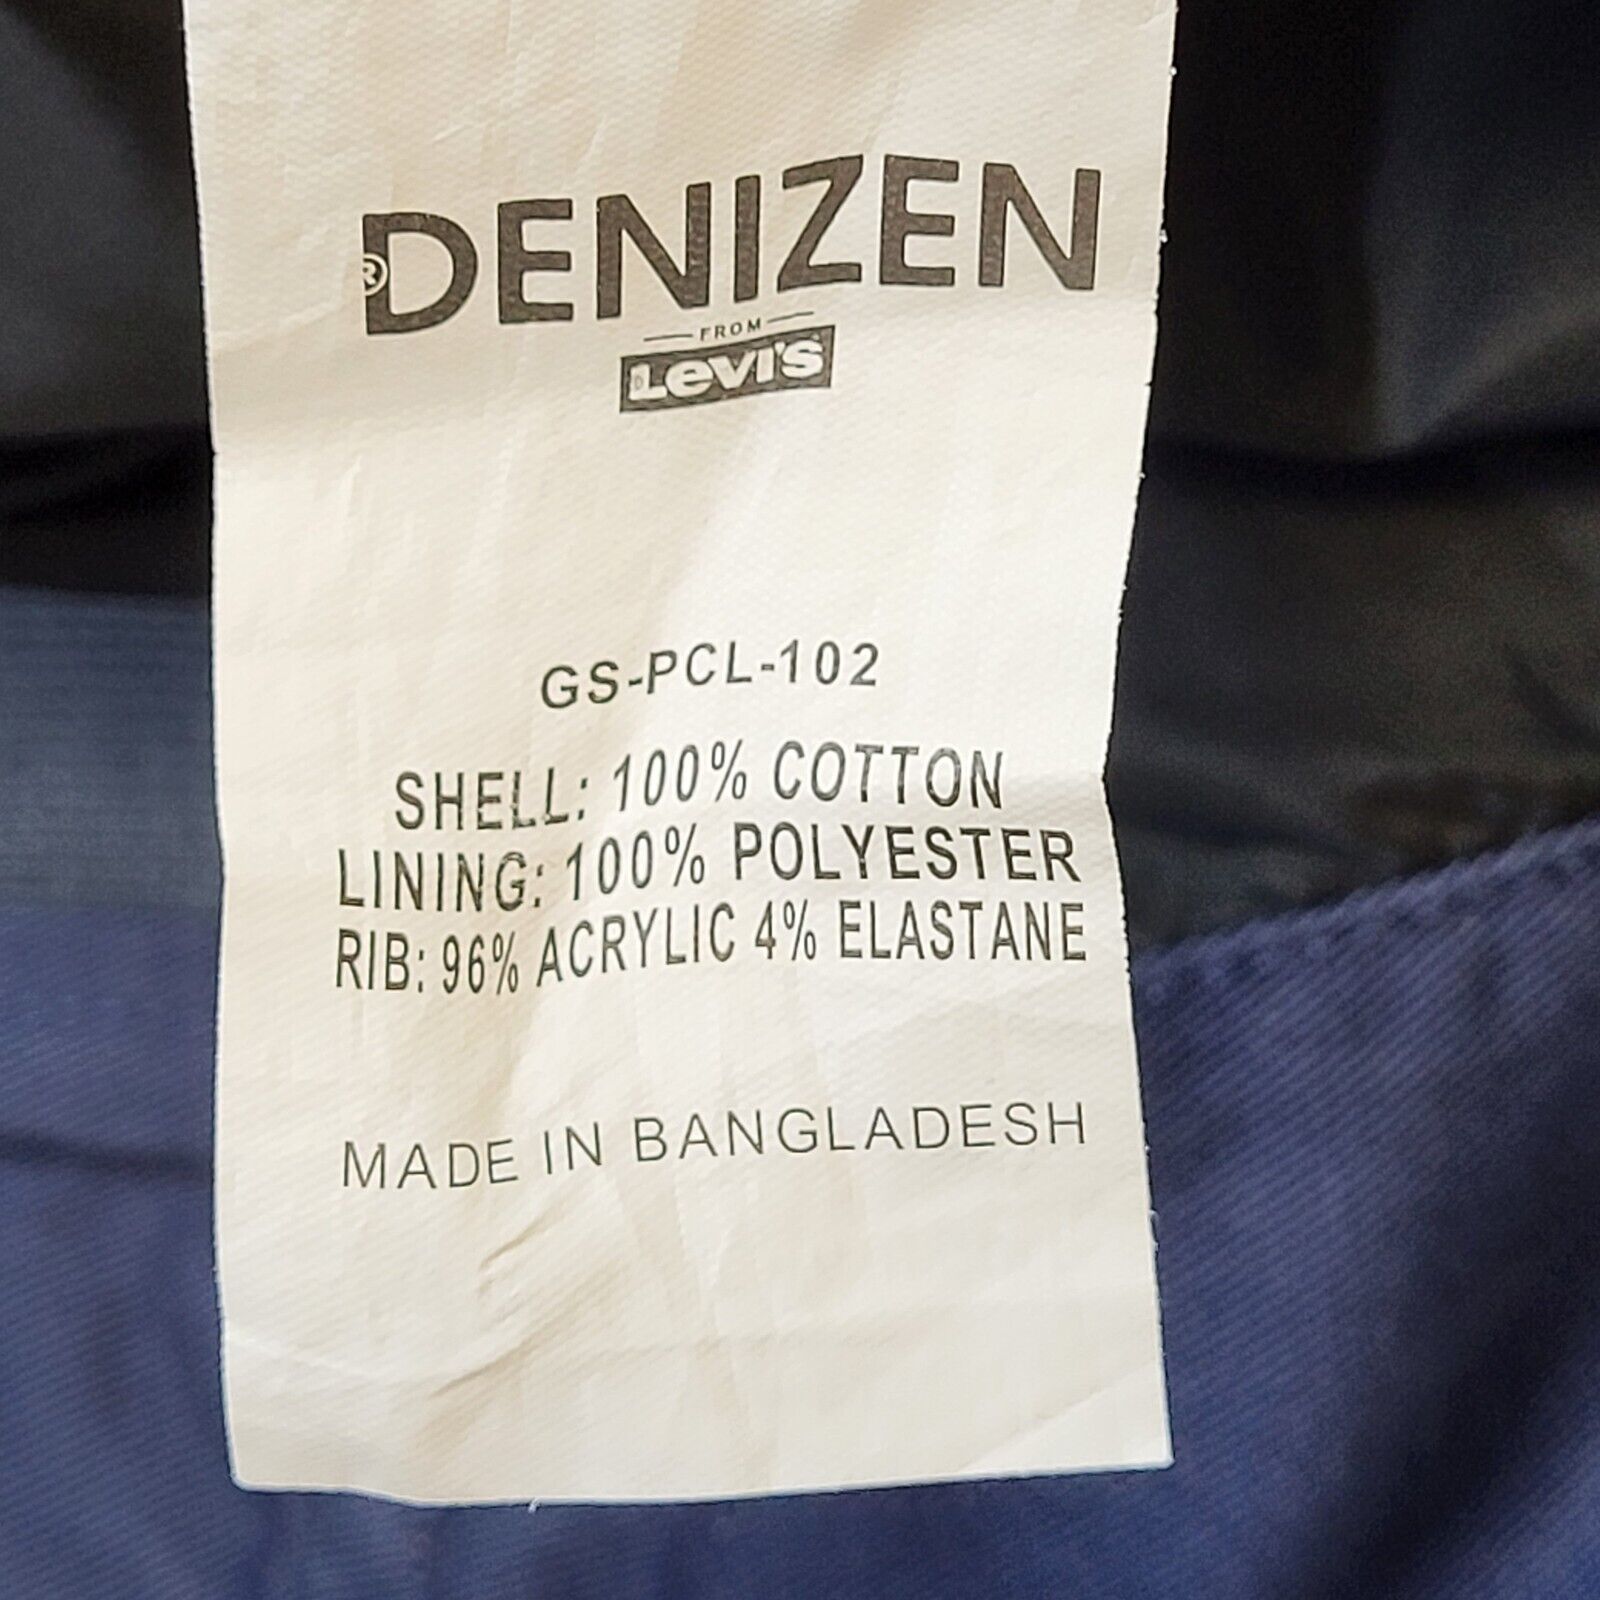 ®DENIZEN
FROM
Levi's
GS-PCL-102
SHELL: 100% COTTON
LINING: 100% POLYESTER
RIB: 96% ACRYLIC 4% ELASTANE
MADE IN BANGLADESH